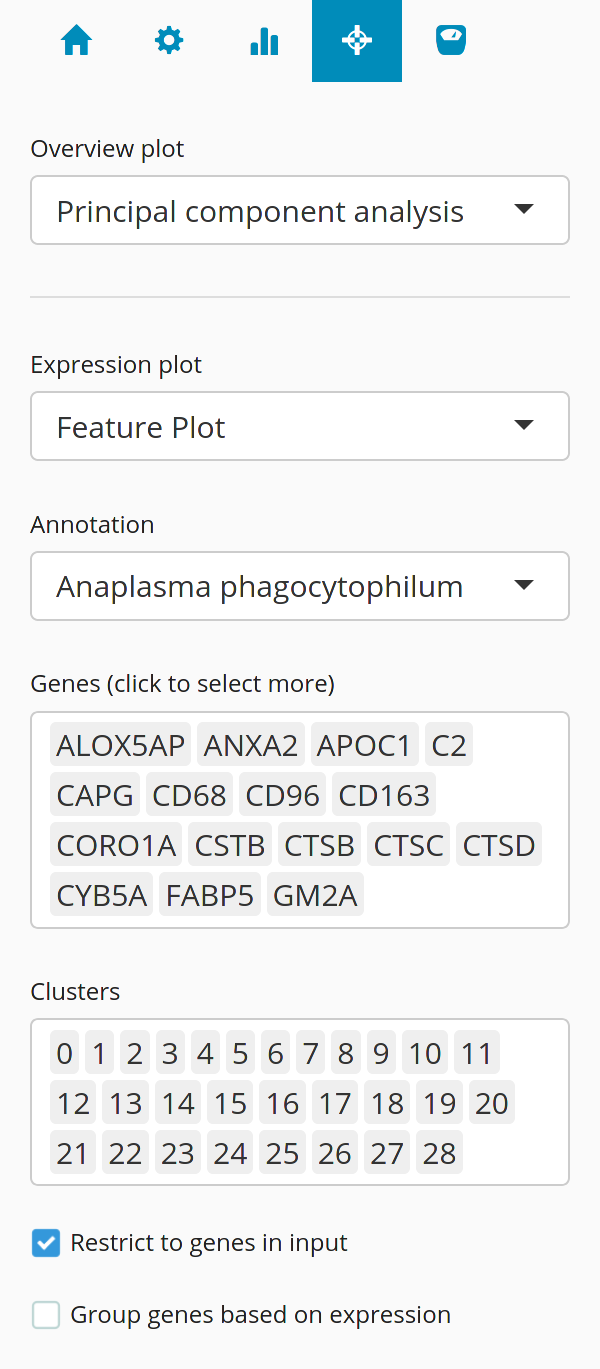 Overview plot
Principal component analysis
Expression plot
Feature Plot
Annotation
Anaplasma phagocytophilum
Genes (click to select more)
ALOX5AP ANXA2 APOC1 C2
CAPG CD68 CD96 CD163
CORO1A CSTB CTSB CTSC CTSD
CYB5A FABP5 GM2A
Clusters
0 1 2 3 4 5 6 7 8 9 10 11
12 13 14 15 16 17 18 19 20
21 22 23 24 25 26 27 28
Restrict to genes in input
Group genes based on expression